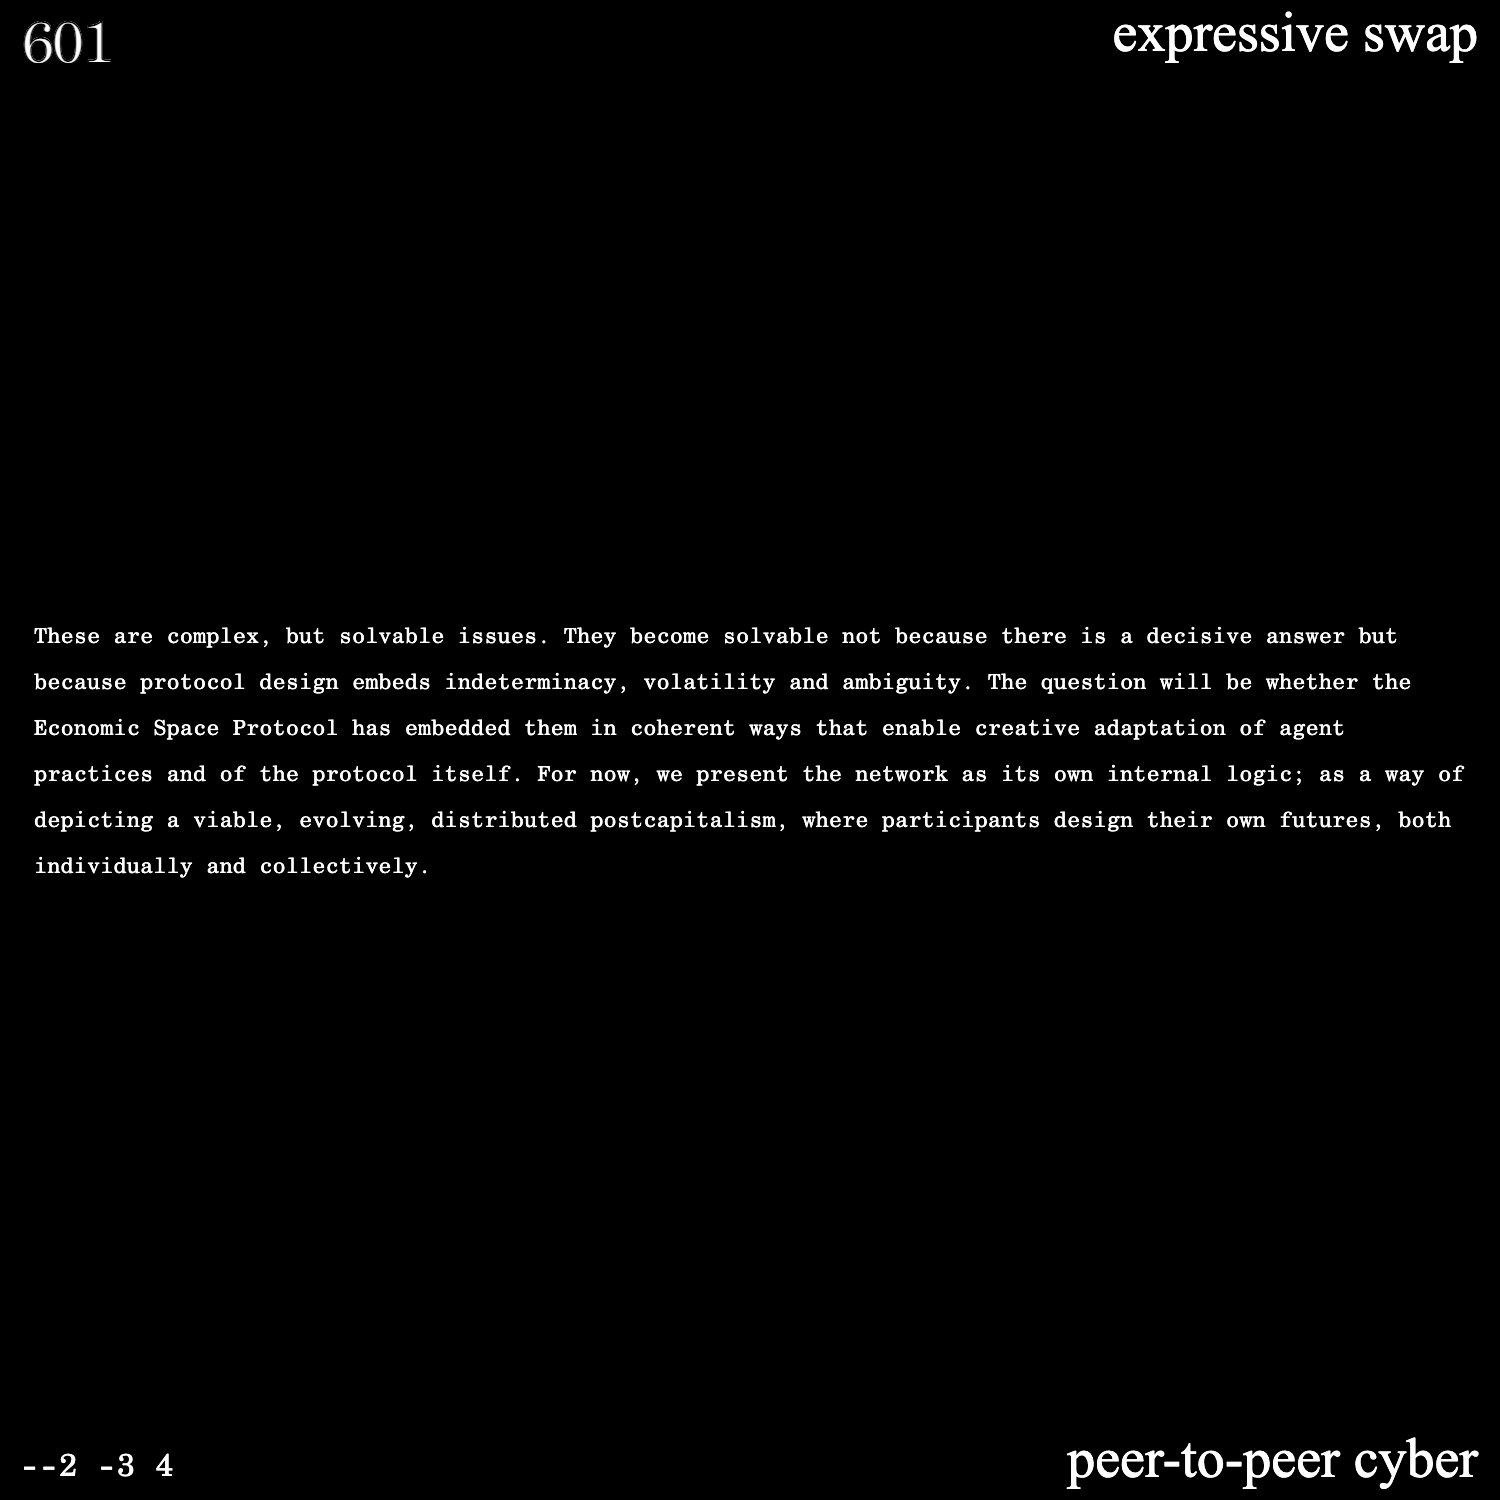 601
expressive swap
These are complex, but solvable issues. They become solvable not because there is a decisive answer but
because protocol design embeds indeterminacy, volatility and ambiguity. The question will be whether the
Economic Space Protocol has embedded them in coherent ways that enable creative adaptation of agent
practices and of the protocol itself. For now, we present the network as its own internal logic; as a way of
depicting a viable, evolving, distributed postcapitalism, where participants design their own futures, both
individually and collectively.
--2 -3 4
peer-to-peer cyber